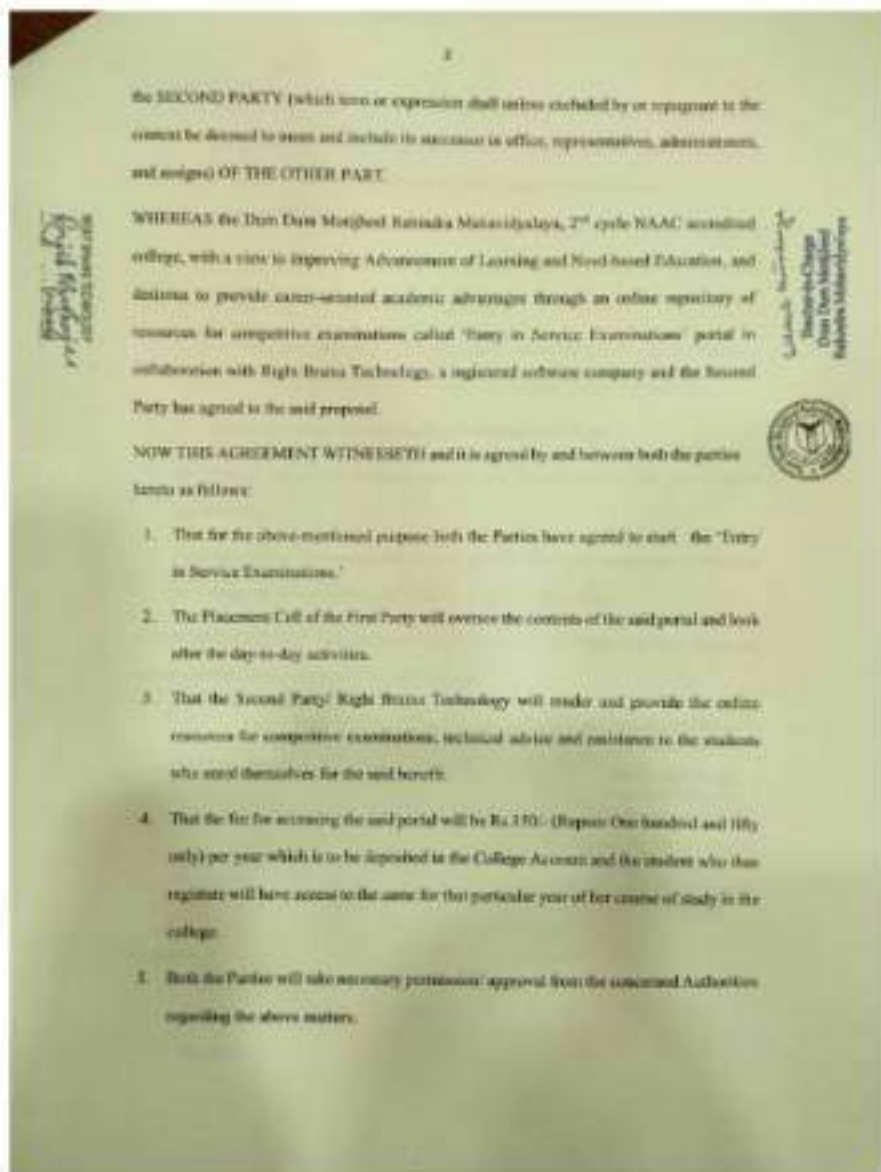 2
the SECOND PARTY (which term or expression shall unless excluded by or repugnant to the
context be deemed to mean and include its successor in office, representatives, administrators,
and assigns) OF THE OTHER PART.
WHEREAS the Dum Dum Motijheel Rabindra Mahavidyalaya, 2nd cycle NAAC accredited
college, with a view to improving Advancement of Learning and Need-based Education, and
desirous to provide career-oriented academic advantages through an online repository of
resources for competitive examinations called 'Entry in Service Examinations' portal in
collaboration with Right Brains Technology, a registered software company and the Second
Party has agreed to the said proposal.
NOW THIS AGREEMENT WITNESSETH and it is agreed by and between both the parties
hereto as follows:
1. That for the above-mentioned purpose both the Parties have agreed to start the 'Entry
in Service Examinations.'
2. The Placement Cell of the First Party will oversee the contents of the said portal and look
after the day-to-day activities.
3. That the Second Party/ Right Brains Technology will render and provide the online
resources for competitive examinations, technical advice and assistance to the students
who enrol themselves for the said benefit.
4. That the fee for accessing the said portal will be Rs.150/- (Rupees One hundred and fifty
only) per year which is to be deposited in the College Account and the student who thus
registers will have access to the same for that particular year of her course of study in the
college.
5. Both the Parties will take necessary permission/ approval from the concerned Authorities
regarding the above matters.
RIGHT BRAINS TECHNOLOGY
Teacher-in-Charge
Dum Dum Motijheel
Rabindra Mahavidyalaya